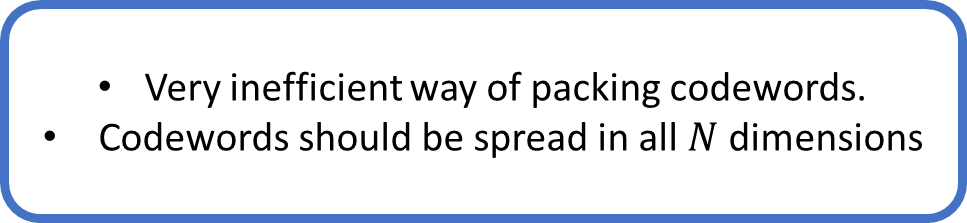 • Very inefficient way of packing codewords.
• Codewords should be spread in all N dimensions